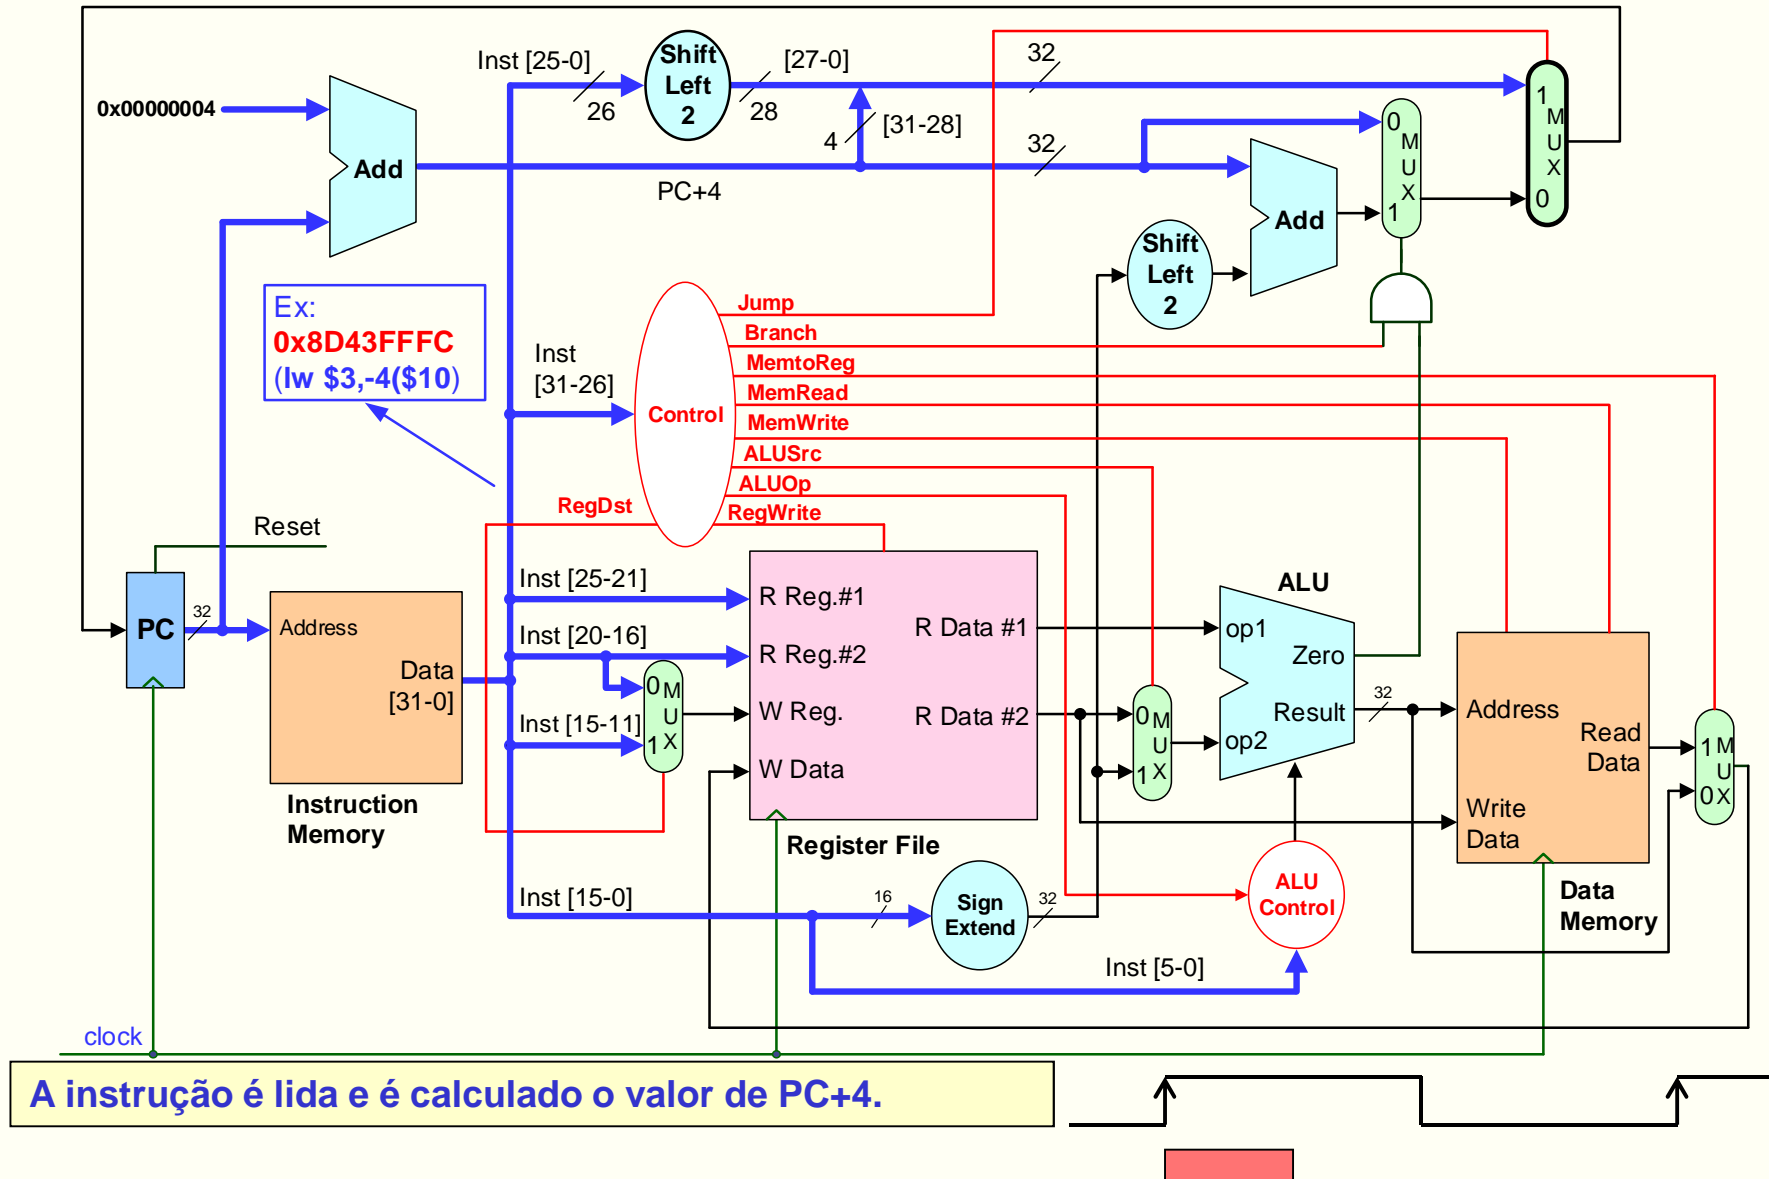 Inst [25-0]
26
Shift
Left
2
28
[27-0]
32
4
[31-28]
0x00000004
Add
PC+4
32
0
M
U
X
1
1
M
U
X
0
Add
Shift
Left
2
Ex:
0x8D43FFFC
(lw $3,-4($10)
Inst
[31-26]
Control
Jump
Branch
MemtoReg
MemRead
MemWrite
ALUSrc
ALUOp
RegWrite
RegDst
Reset
PC
32
Address
Data
[31-0]
Instruction
Memory
Inst [25-21]
Inst [20-16]
Inst [15-11]
0 M
U
1 X
R Reg.#1
R Reg.#2
W Reg.
W Data
R Data #1
R Data #2
Register File
0 M
U
1 X
ALU
op1
Zero
Result
op2
32
Address
Read
Data
Write
Data
Data
Memory
1 M
U
0 X
Inst [15-0]
16
Sign
Extend
32
ALU
Control
Inst [5-0]
clock
A instrução é lida e é calculado o valor de PC+4.